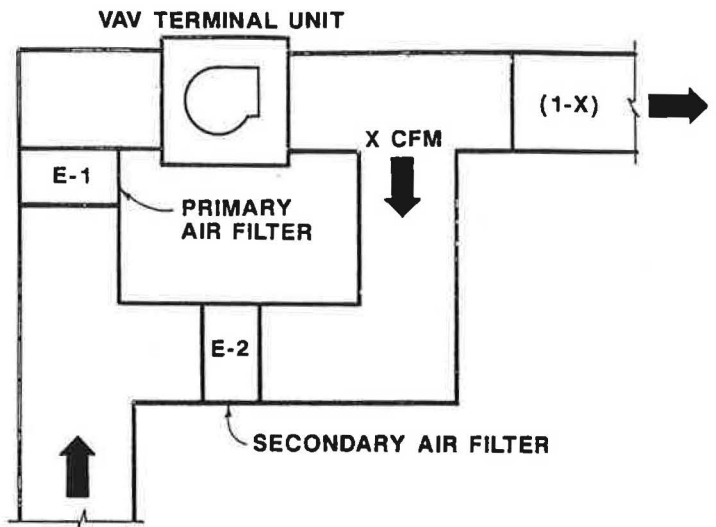 VAV TERMINAL UNIT
(1-X)
X CFM
E-1
PRIMARY
AIR FILTER
E-2
SECONDARY AIR FILTER